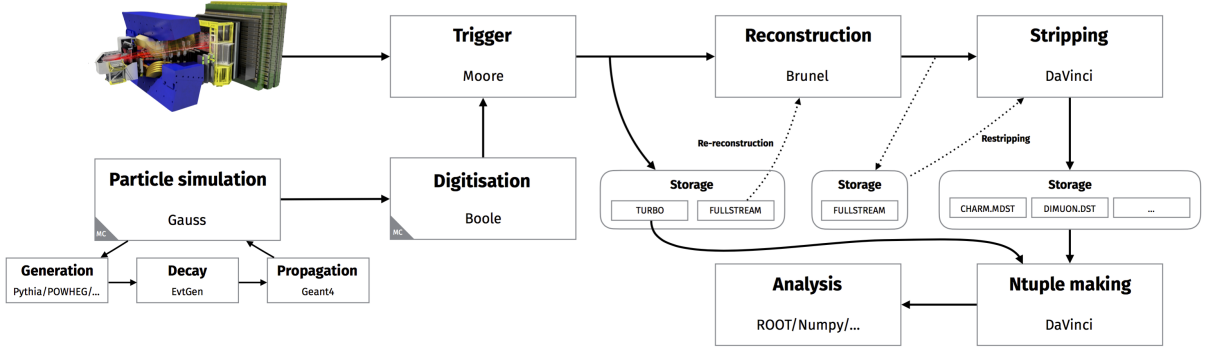 Trigger
Moore
Reconstruction
Brunel
Stripping
DaVinci
Re-reconstruction
Restripping
Particle simulation
Gauss
MC
Digitisation
Boole
MC
Storage
TURBO
FULLSTREAM
Storage
FULLSTREAM
Storage
CHARM.MDST
DIMUON.DST
...
Generation
Pythia/POWHEG/...
Decay
EvtGen
Propagation
Geant4
Analysis
ROOT/Numpy/...
Ntuple making
DaVinci